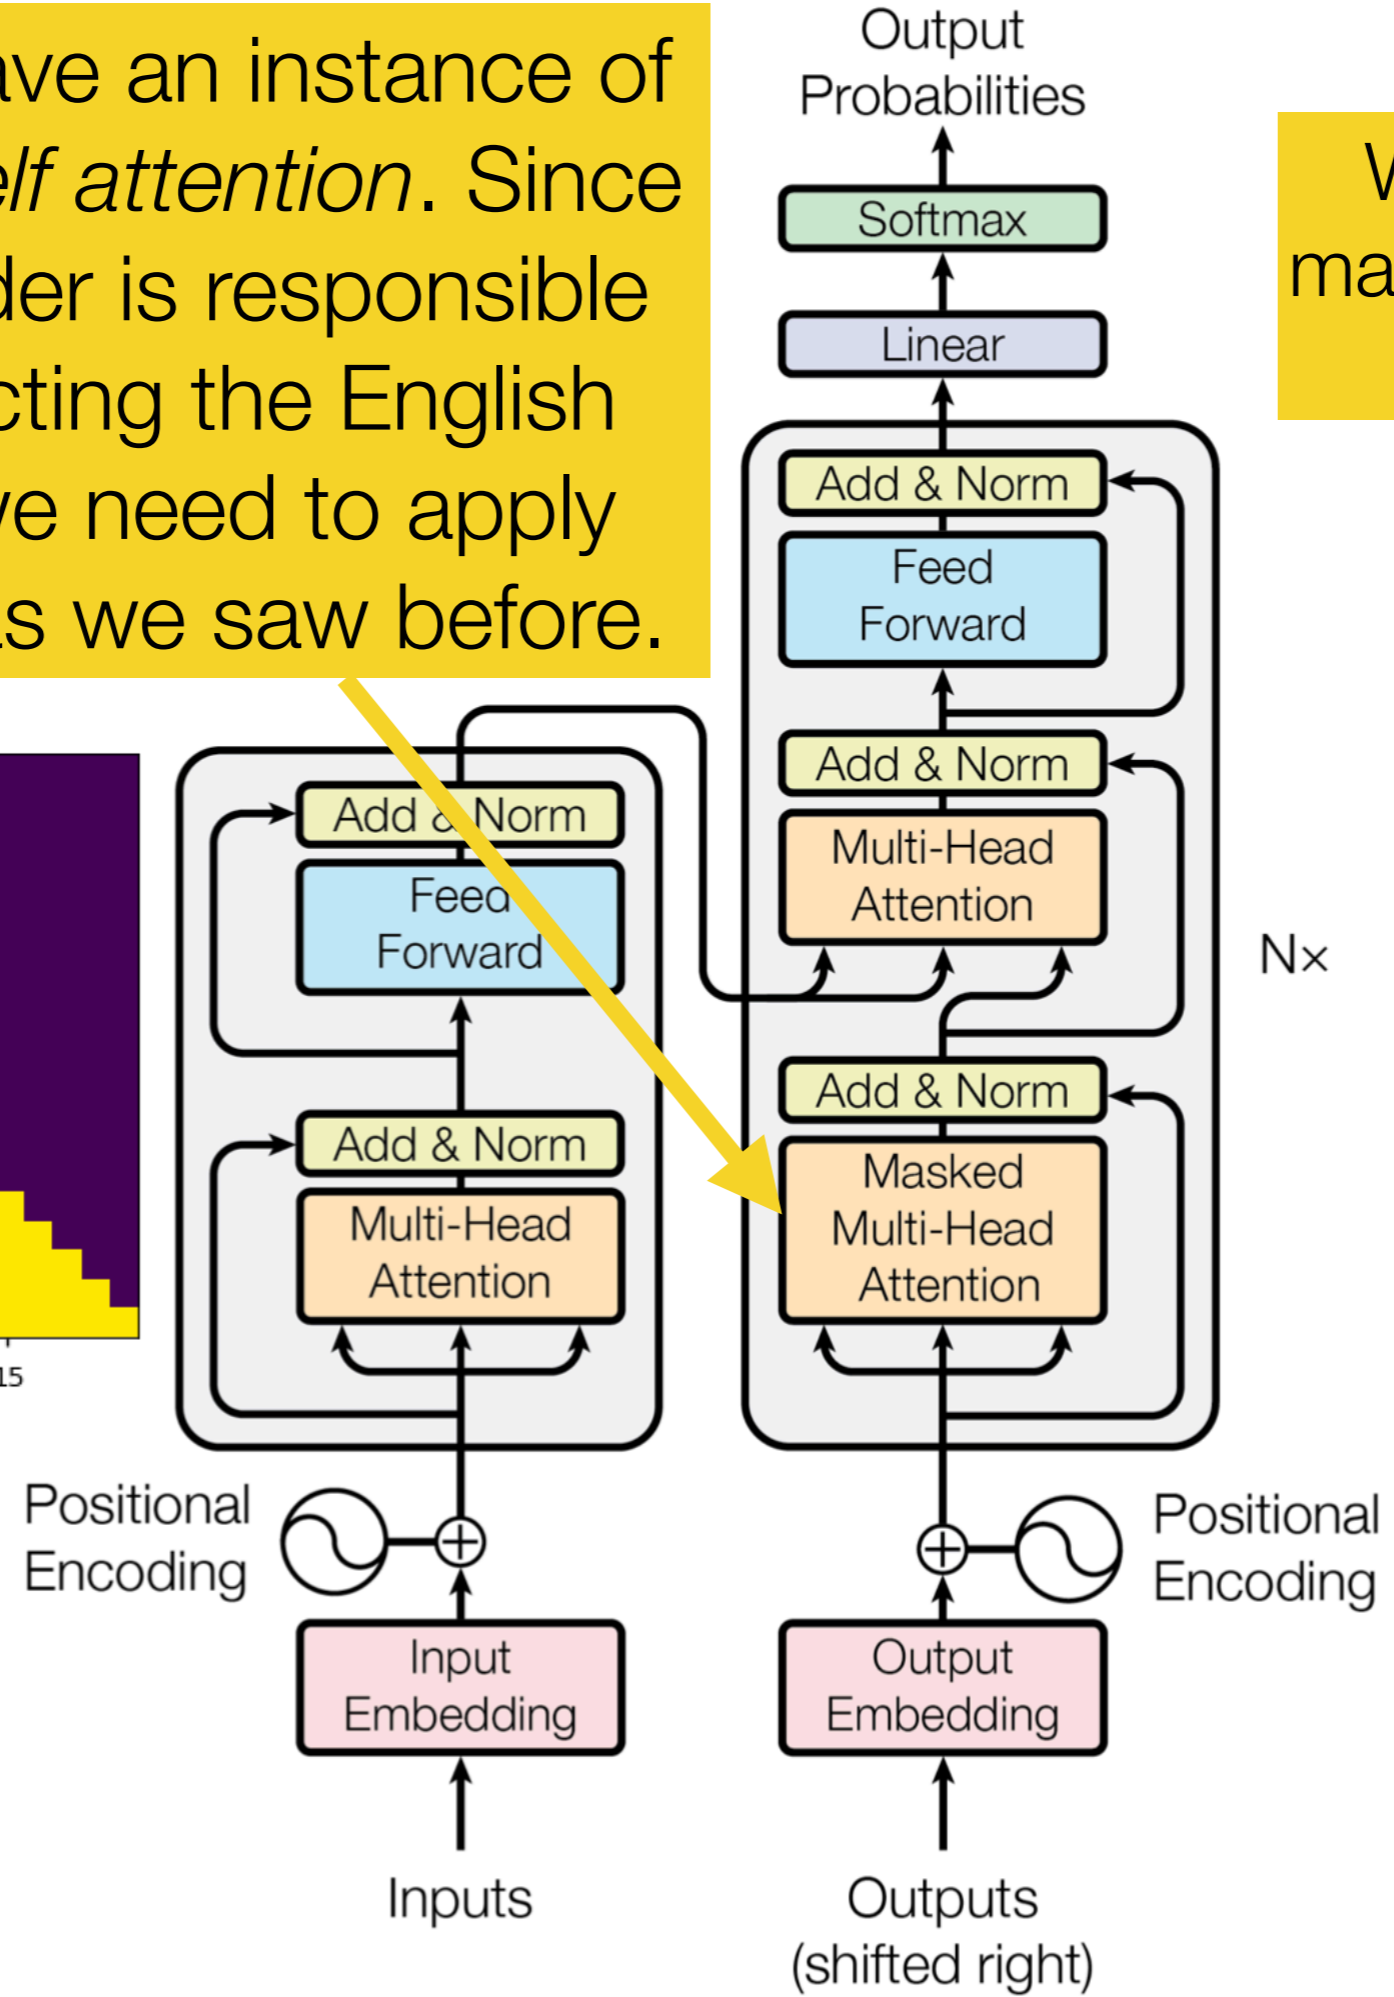 ave an instance of
elf attention. Since
der is responsible
cting the English
we need to apply
as we saw before.
Output
Probabilities
Softmax
Linear
Add & Norm
Feed
Forward
Add & Norm
Multi-Head
Attention
Add & Norm
Masked
Multi-Head
Attention
Nx
Add & Norm
Feed
Forward
Add & Norm
Multi-Head
Attention
15
Positional
Encoding
Positional
Encoding
Input
Embedding
Output
Embedding
Inputs
Outputs
(shifted right)
W
ma